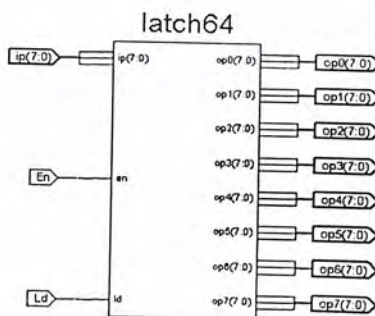 latch64
ip(7:0) ip(7:0) op0(7:0) op0(7:0)
op1(7:0) op1(7:0)
op2(7:0) op2(7:0)
op3(7:0) op3(7:0)
En en op4(7:0) op4(7:0)
op5(7:0) op5(7:0)
op6(7:0) op6(7:0)
Ld ld op7(7:0) op7(7:0)